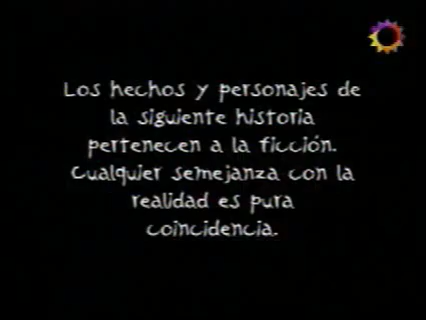 Los hechos y personajes de
la siguiente historia
pertenecen a la ficción.
Cualquier semejanza con la
realidad es pura
coincidencia.